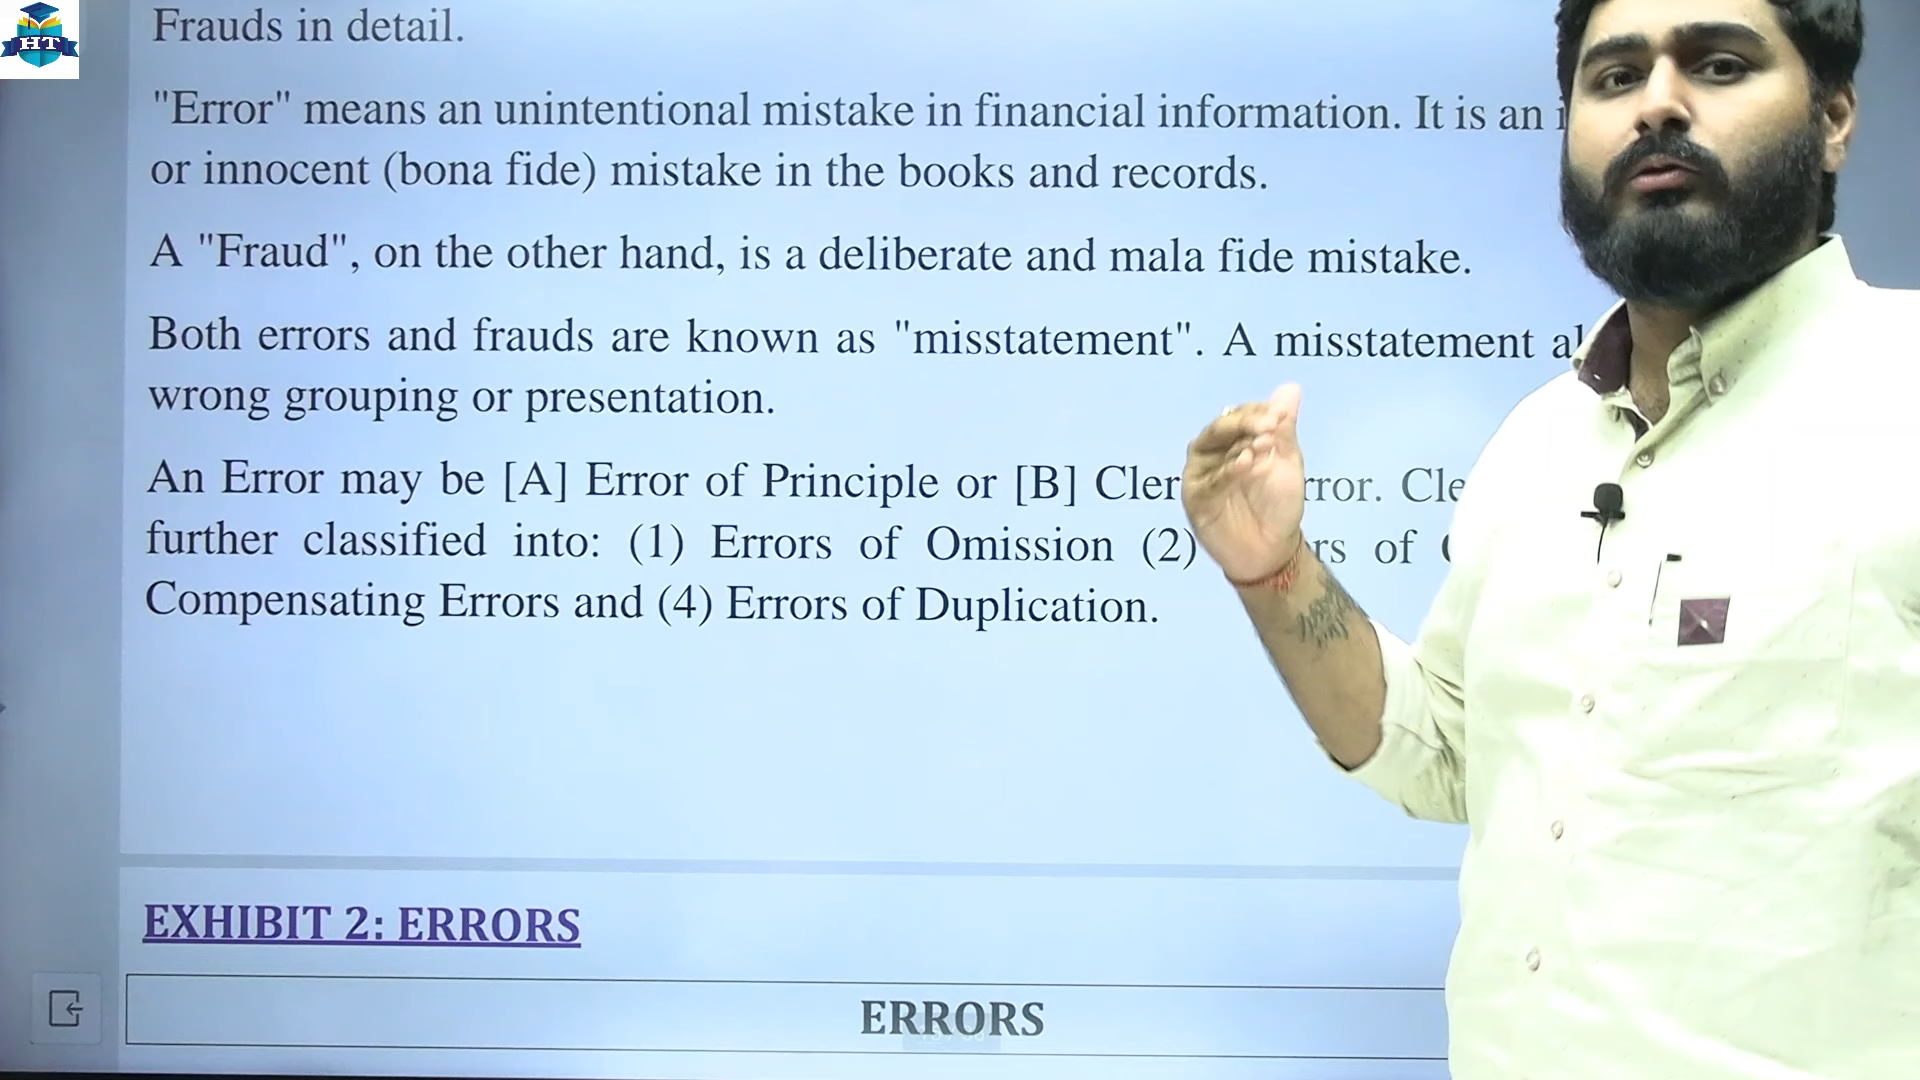 HT
Frauds in detail.
"Error" means an unintentional mistake in financial information. It is an
or innocent (bona fide) mistake in the books and records.
A "Fraud", on the other hand, is a deliberate and mala fide mistake.
Both errors and frauds are known as "misstatement". A misstatement
wrong grouping or presentation.
An Error may be [A] Error of Principle or [B]
further classified into: (1) Errors of Omission (2) of
Compensating Errors and (4) Errors of Duplication.
EXHIBIT 2: ERRORS
ERRORS